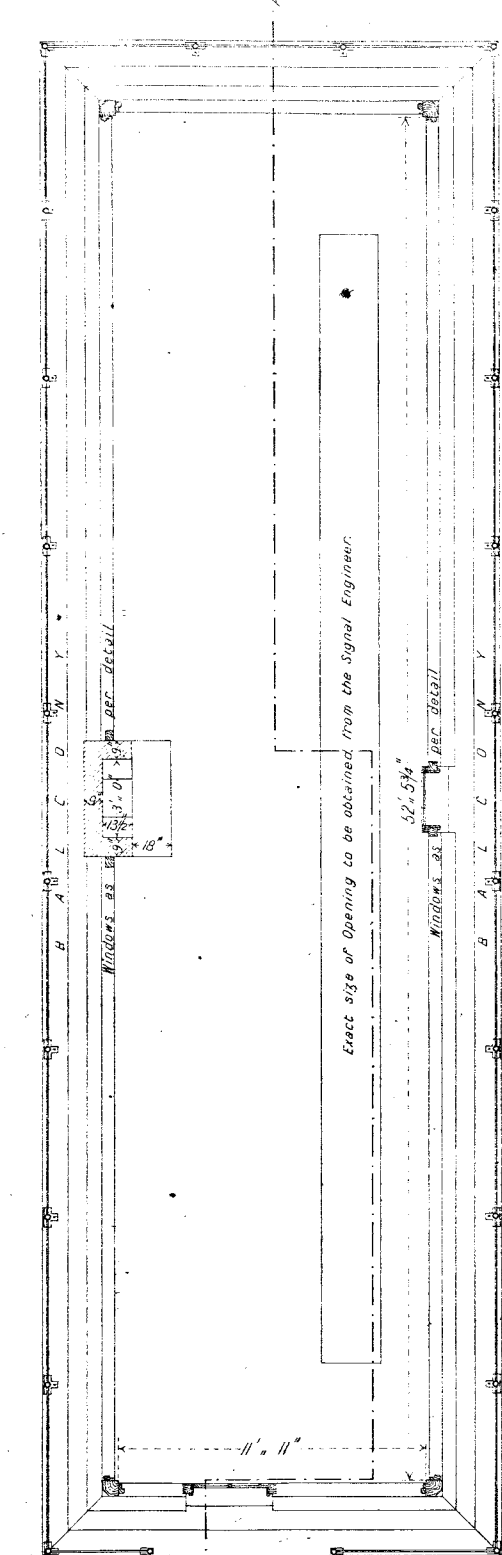 BALCONY
Windows as per detail
9"
3'„ 0"
9"
13½"
9"
18"
Exact size of Opening to be obtained from the Signal Engineer.
52'„ 5¾"
Windows as per detail
BALCONY
11'„ 11"